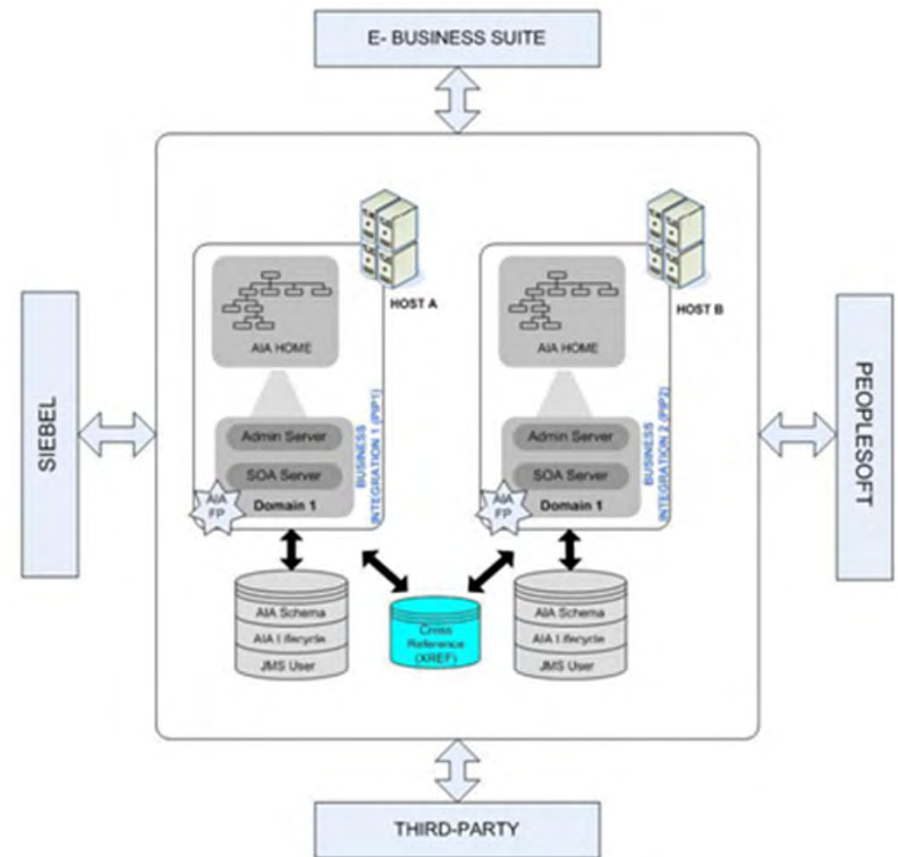 E- BUSINESS SUITE
HOST A
HOST B
AIA HOME
AIA HOME
SIEBEL
PEOPLESOFT
BUSINESS
INTEGRATION 1 (PIP1)
BUSINESS
INTEGRATION 2 (PIP2)
Admin Server
Admin Server
SOA Server
SOA Server
AIA
FP
Domain 1
AIA
FP
Domain 1
AIA Schema
AIA Lifecycle
JMS User
Cross
Reference
(XREF)
AIA Schema
AIA Lifecycle
JMS User
THIRD-PARTY